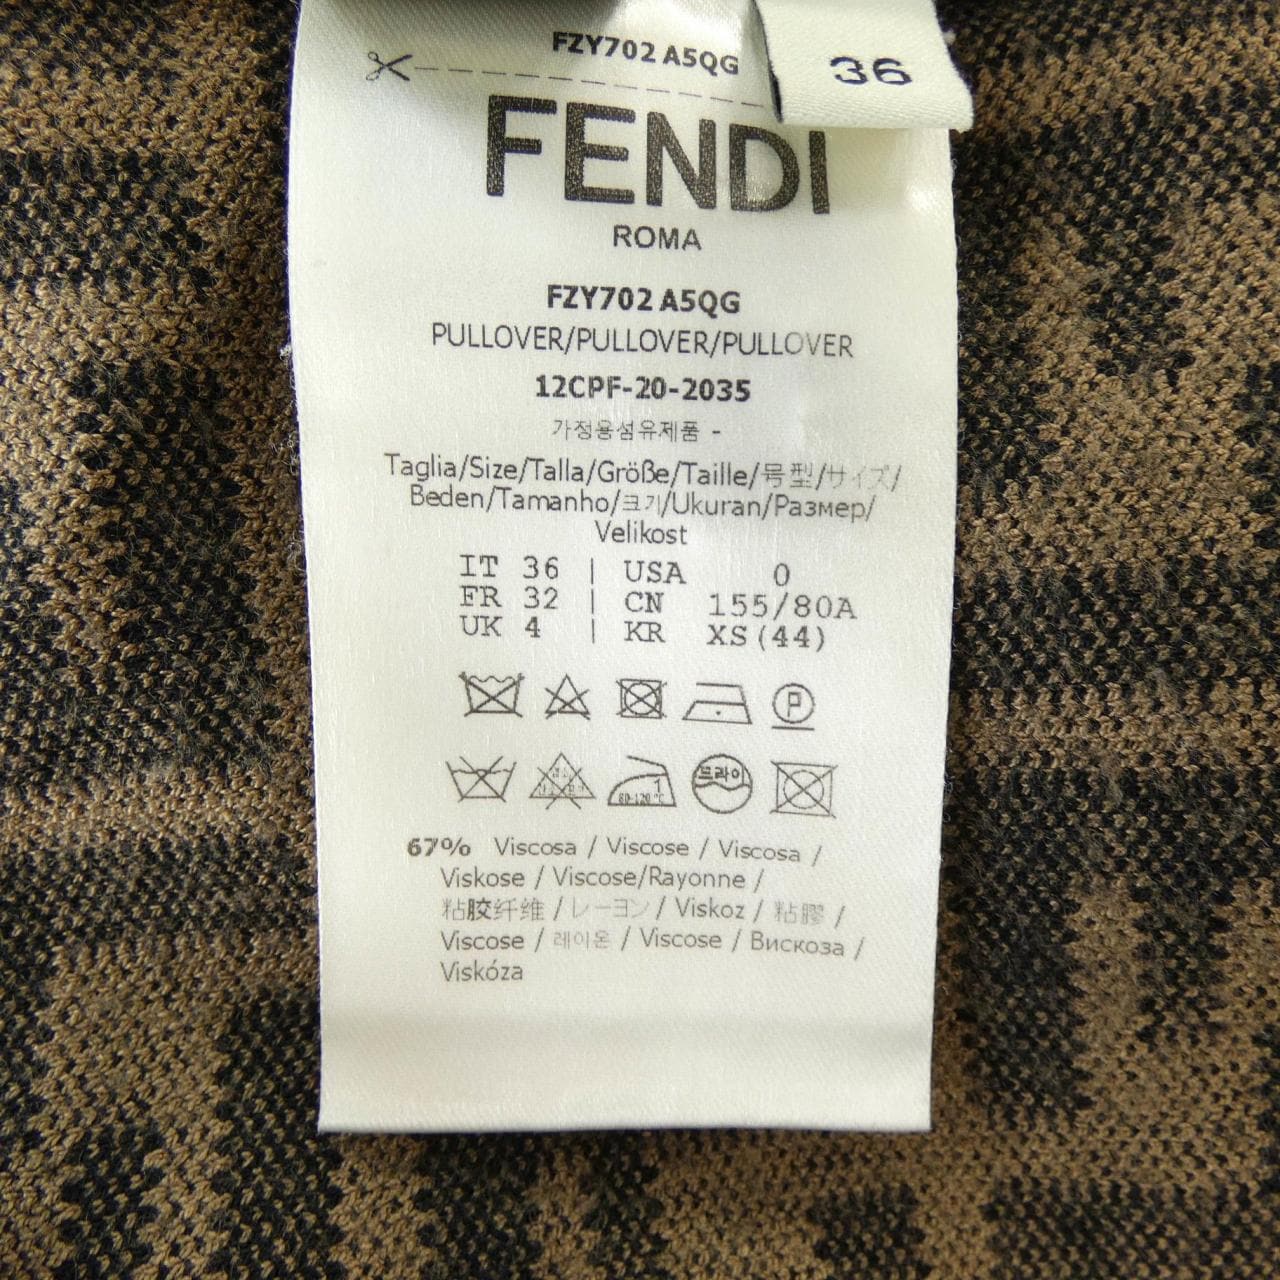 FZY702 A5QG
36
FENDI
ROMA
FZY702 A5QG
PULLOVER/PULLOVER/PULLOVER
12CPF-20-2035
가정용섬유제품 -
Taglia/Size/Talla/Größe/Taille/号型/サイズ/
Beden/Tamanho/크기/Ukuran/Размер/
Velikost
IT 36 | USA 0
FR 32 | CN 155/80A
UK 4 | KR XS(44)
P
80-120°C 드라이
67% Viscosa / Viscose / Viscosa /
Viskose / Viscose/Rayonne /
粘胶纤维 / レーヨン / Viskoz / 粘膠 /
Viscose / 레이온 / Viscose / Вискоза /
Viskóza